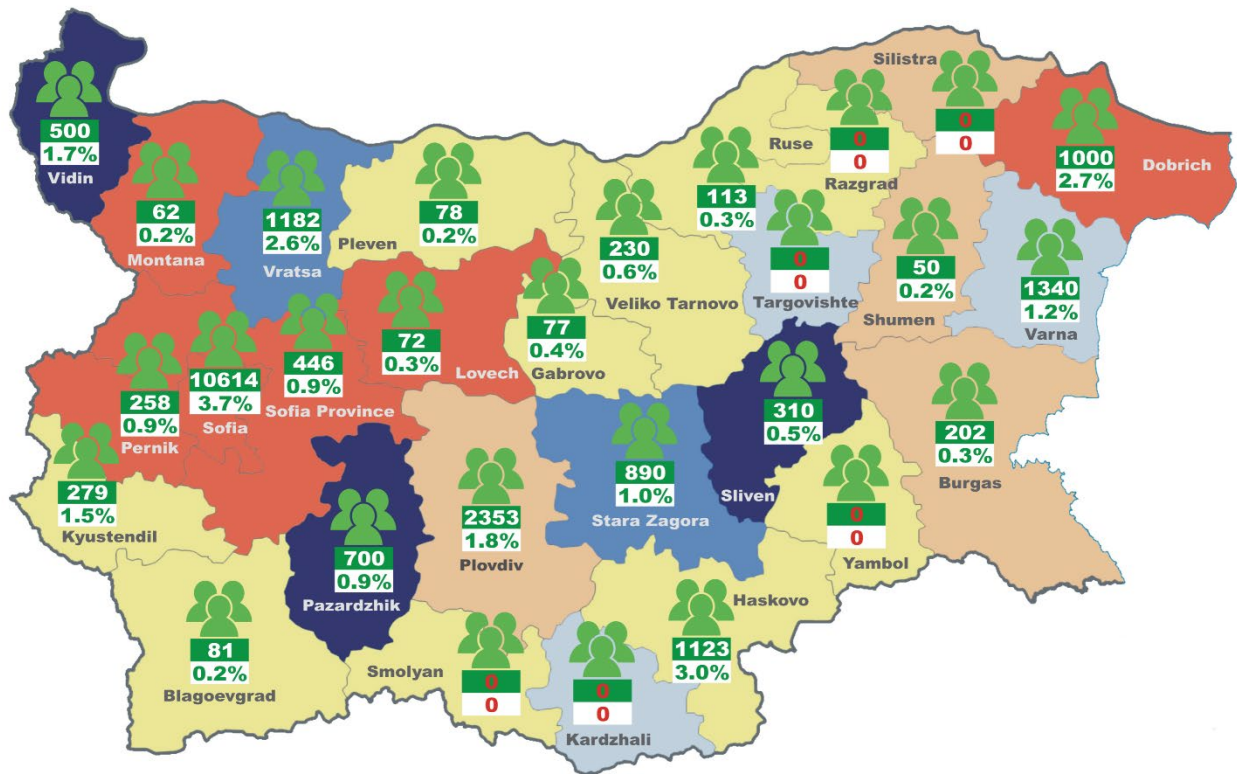 Silistra
0
0
500
1.7%
Vidin
1000
2.7%
Dobrich
Ruse
0
0
Razgrad
113
0.3%
62
0.2%
Montana
1182
2.6%
Vratsa
78
0.2%
Pleven
230
0.6%
Veliko Tarnovo
0
0
Targovishte
50
0.2%
Shumen
1340
1.2%
Varna
258
0.9%
Pernik
10614
3.7%
Sofia
446
0.9%
Sofia Province
72
0.3%
Lovech
77
0.4%
Gabrovo
310
0.5%
Sliven
202
0.3%
Burgas
279
1.5%
Kyustendil
700
0.9%
Pazardzhik
2353
1.8%
Plovdiv
890
1.0%
Stara Zagora
0
0
Yambol
81
0.2%
Blagoevgrad
Smolyan
0
0
0
0
Kardzhali
Haskovo
1123
3.0%